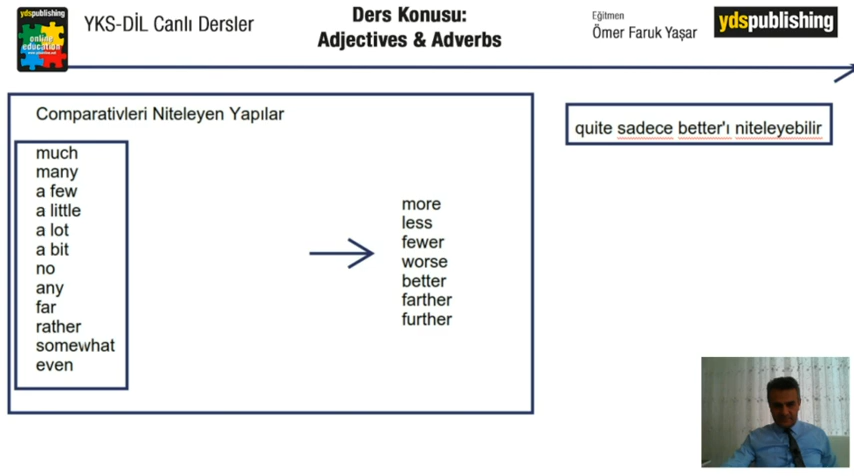 ydspublishing
online
education
YKS-DİL Canlı Dersler
Ders Konusu:
Adjectives & Adverbs
Eğitmen
Ömer Faruk Yaşar
ydspublishing
Comparativleri Niteleyen Yapılar
much
many
a few
a little
a lot
a bit
no
any
far
rather
somewhat
even
more
less
fewer
worse
better
farther
further
quite sadece better'ı niteleyebilir